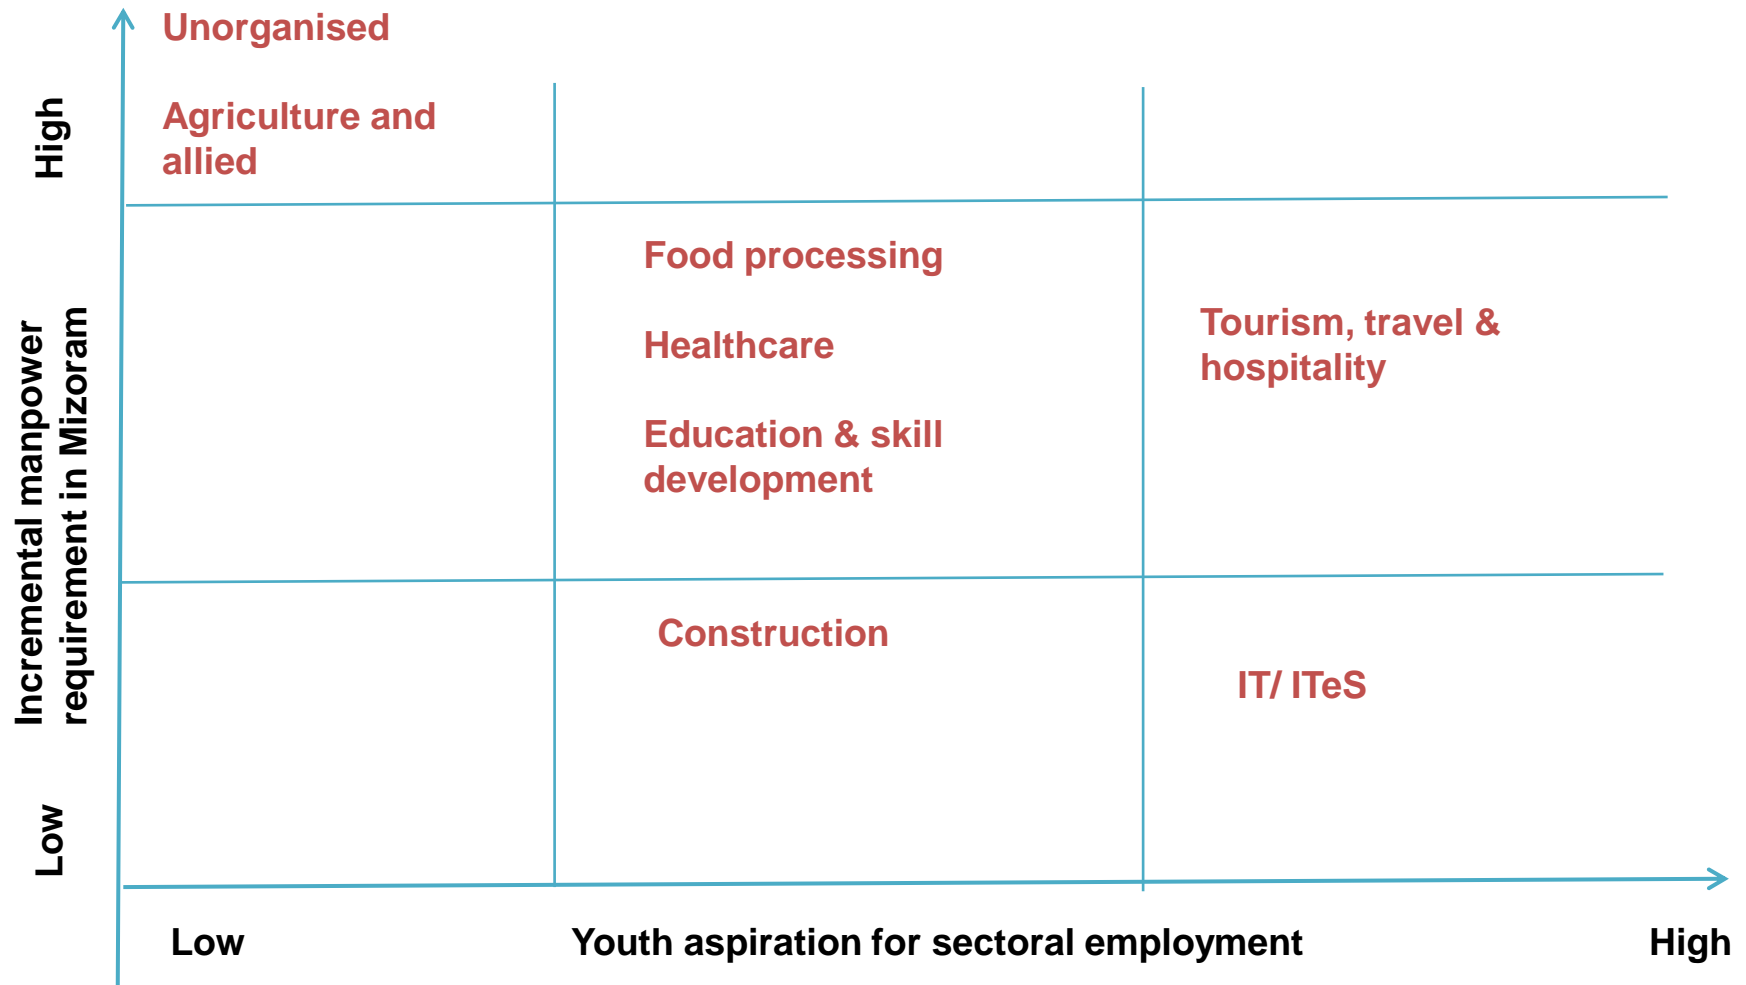 Unorganised
Agriculture and
allied
High
Food processing
Healthcare
Education & skill
development
Tourism, travel &
hospitality
Incremental manpower
requirement in Mizoram
Construction
IT/ ITeS
Low
Low
Youth aspiration for sectoral employment
High